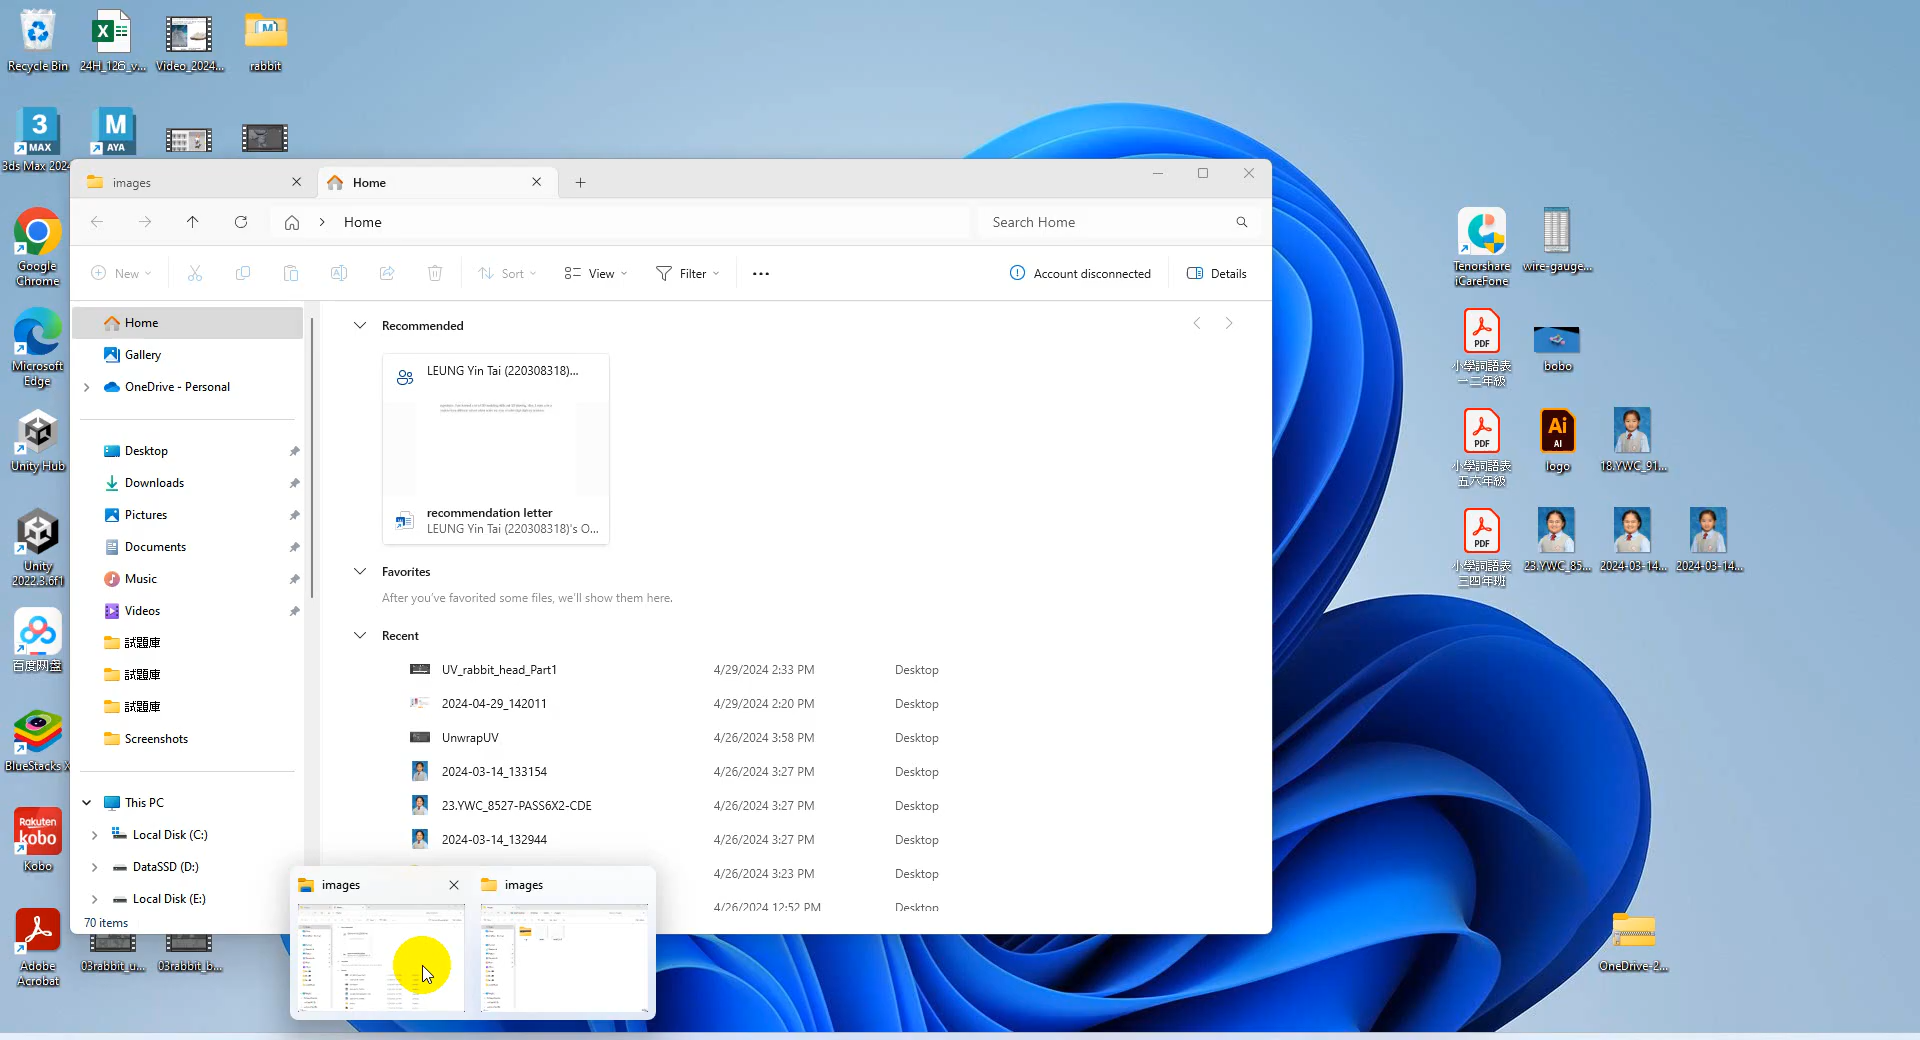 Recycle Bin
24H_126_v...
Video_2024...
rabbit
3
MAX
3ds Max 2024
M
AYA
images
Home
Home
Search Home
New
Sort
View
Filter
Account disconnected
Details
Home
Gallery
OneDrive - Personal
Desktop
Downloads
Pictures
Documents
Music
Videos
試題庫
試題庫
試題庫
Screenshots
This PC
Local Disk (C:)
DataSSD (D:)
Local Disk (E:)
70 items
Recommended
LEUNG Yin Tai (220308318)...
recommendation letter
LEUNG Yin Tai (220308318)'s O...
Favorites
After you've favorited some files, we'll show them here.
Recent
UV_rabbit_head_Part1 4/29/2024 2:33 PM Desktop
2024-04-29_142011 4/29/2024 2:20 PM Desktop
UnwrapUV 4/26/2024 3:58 PM Desktop
2024-03-14_133154 4/26/2024 3:27 PM Desktop
23.YWC_8527-PASS6X2-CDE 4/26/2024 3:27 PM Desktop
2024-03-14_132944 4/26/2024 3:27 PM Desktop
4/26/2024 3:23 PM Desktop
4/26/2024 12:52 PM Desktop
images
images
Google
Chrome
Microsoft
Edge
Unity Hub
Unity
2022.3.6f1
百度网盘
BlueStacks X
Rakuten
kobo
Kobo
Adobe
Acrobat
03rabbit_u...
03rabbit_b...
Tenorshare
iCareFone
wire-gauge...
PDF
小學詞語表
一二年級
bobo
PDF
小學詞語表
五六年級
Ai
AI
logo
18.YWC_91...
PDF
小學詞語表
三四年班
23.YWC_85...
2024-03-14...
2024-03-14...
OneDrive-2...